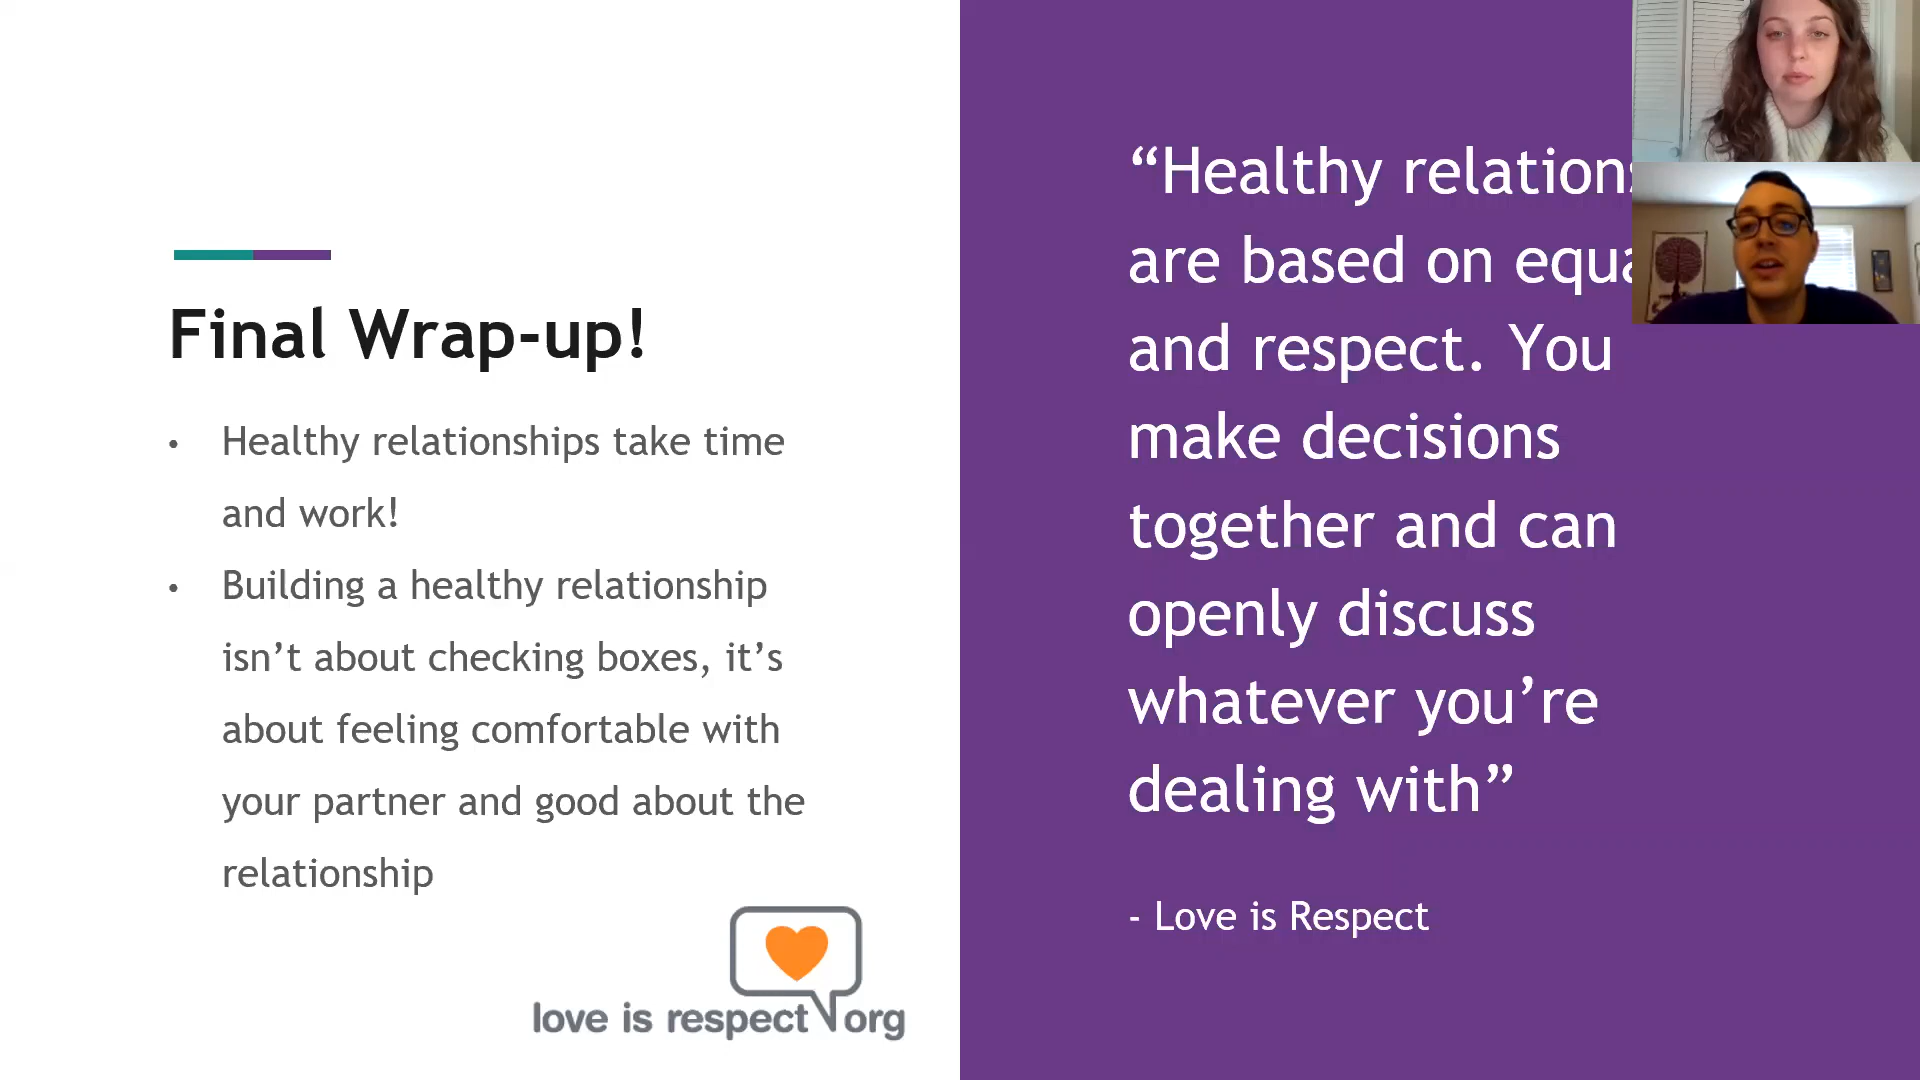 Final Wrap-up!
• Healthy relationships take time
and work!
• Building a healthy relationship
isn’t about checking boxes, it’s
about feeling comfortable with
your partner and good about the
relationship
love is respect org
“Healthy
are based on
and respect. You
make decisions
together and can
openly discuss
whatever you’re
dealing with”
- Love is Respect